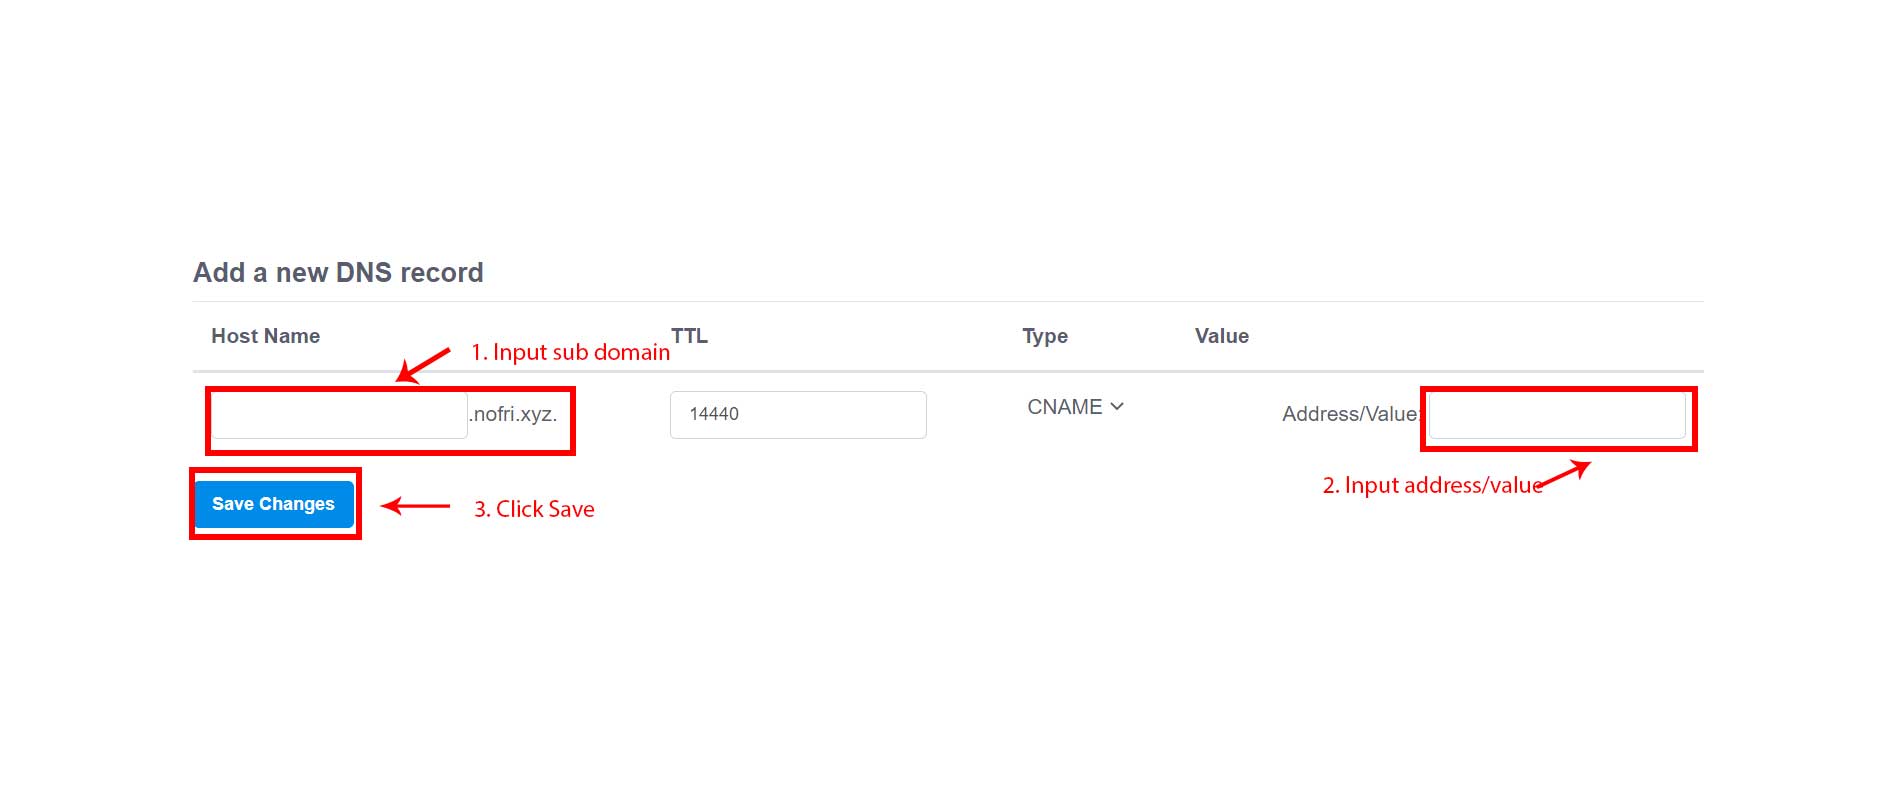 Add a new DNS record
Host Name TTL Type Value
1. Input sub domain
.nofri.xyz. 14440 CNAME Address/Value:
2. Input address/value
Save Changes 3. Click Save